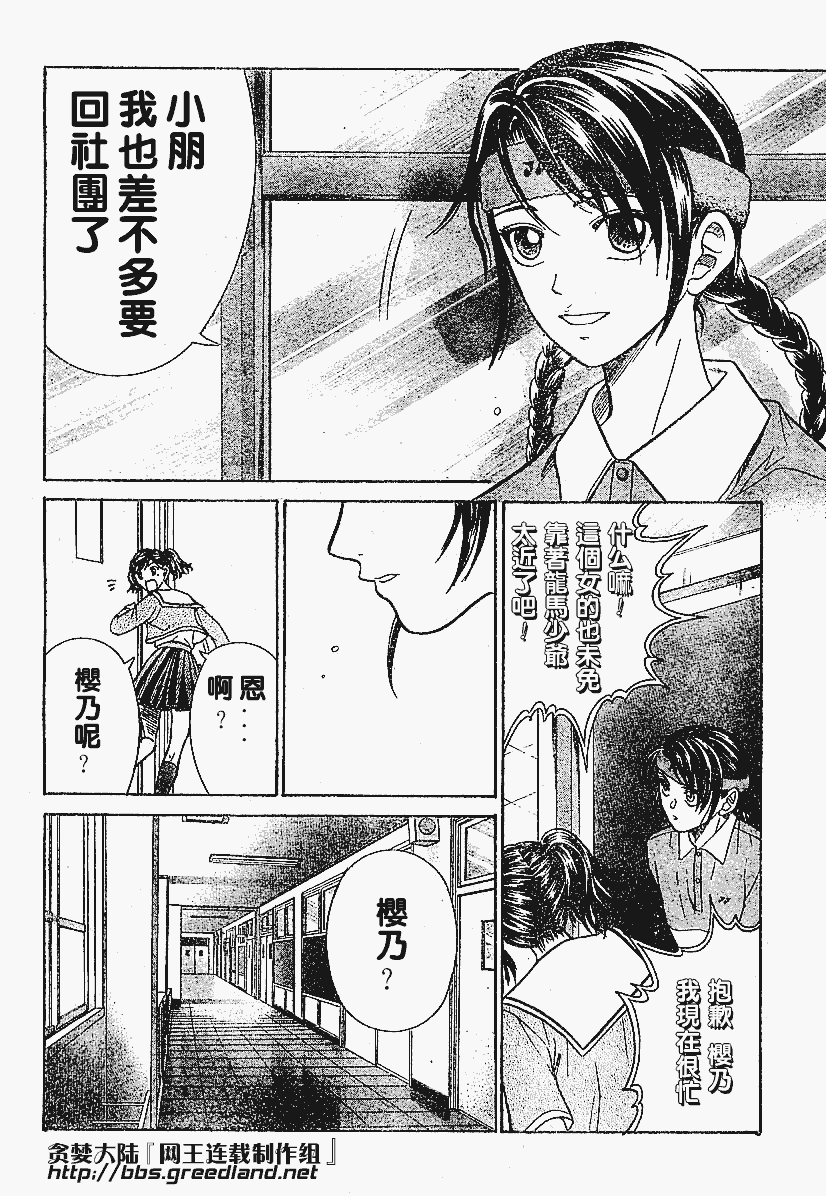 小朋
我也差不多要
回社團了
什么嘛！
這個女的也未免
靠著龍馬少爺
太近了吧！
抱歉 櫻乃
我現在很忙
恩…
啊？
櫻乃呢？
櫻乃？
贪婪大陆『网王连载制作组』
http://bbs.greedland.net